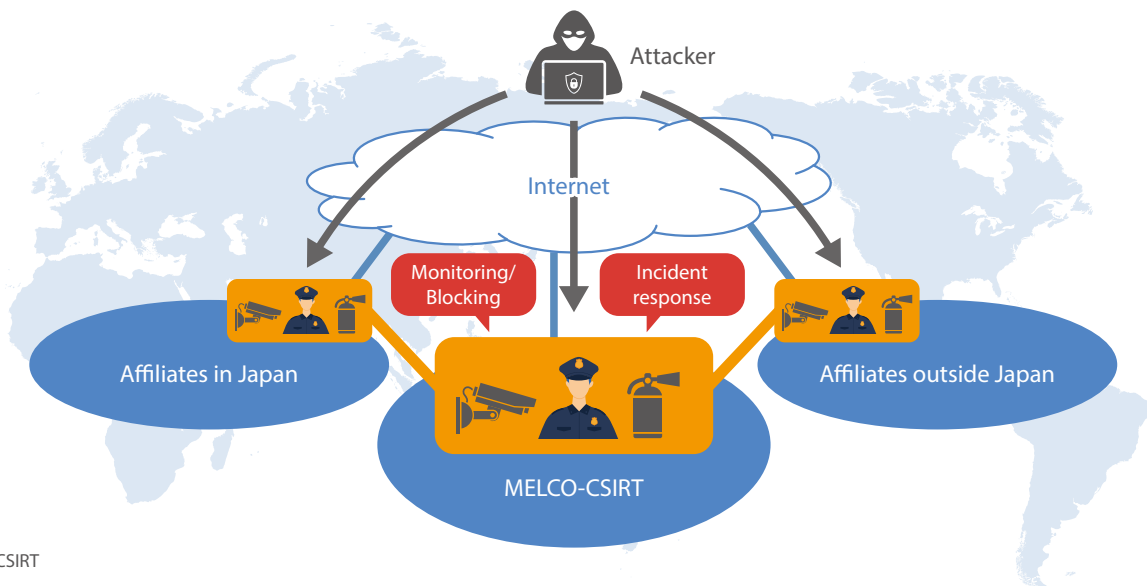 Attacker
Internet
Monitoring/
Blocking
Incident
response
Affiliates in Japan
Affiliates outside Japan
MELCO-CSIRT
CSIRT